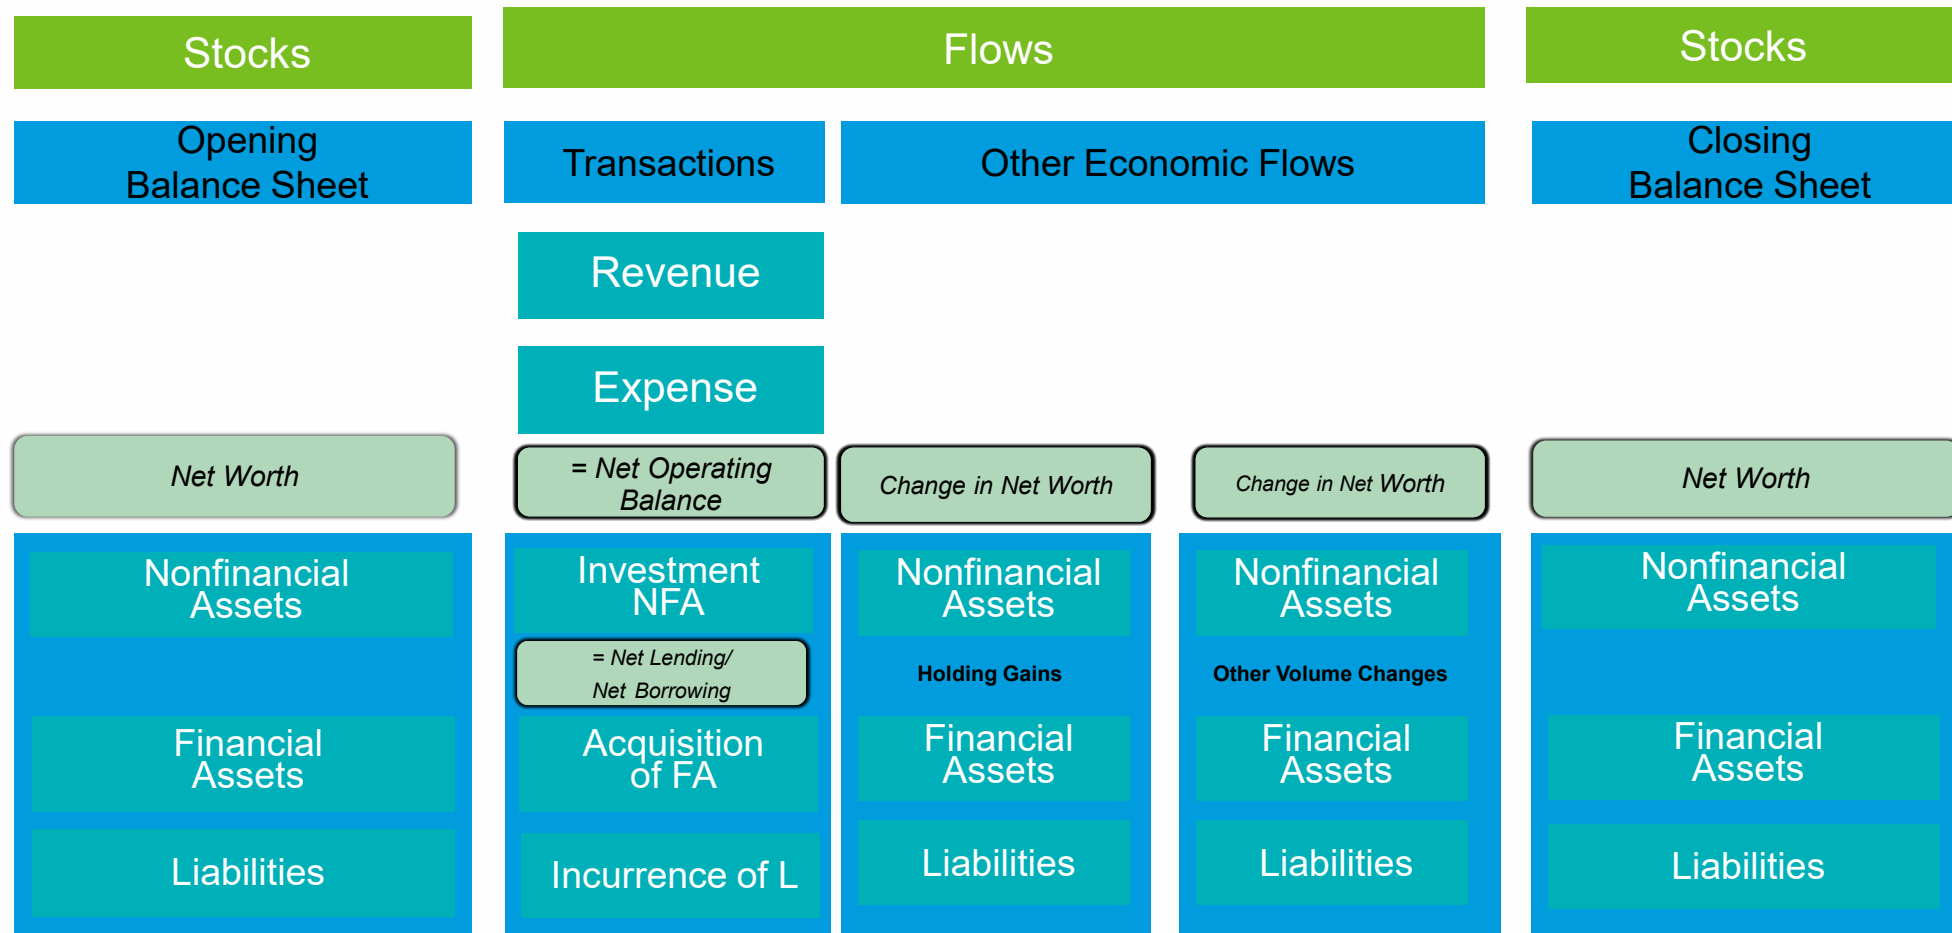 Stocks
Flows
Stocks
Opening
Balance Sheet
Transactions
Other Economic Flows
Closing
Balance Sheet
Revenue
Expense
Net Worth
= Net Operating
Balance
Change in Net Worth
Change in Net Worth
Net Worth
Nonfinancial
Assets
Investment
NFA
Nonfinancial
Assets
Nonfinancial
Assets
Nonfinancial
Assets
= Net Lending/
Net Borrowing
Holding Gains
Other Volume Changes
Financial
Assets
Acquisition
of FA
Financial
Assets
Financial
Assets
Financial
Assets
Liabilities
Incurrence of L
Liabilities
Liabilities
Liabilities